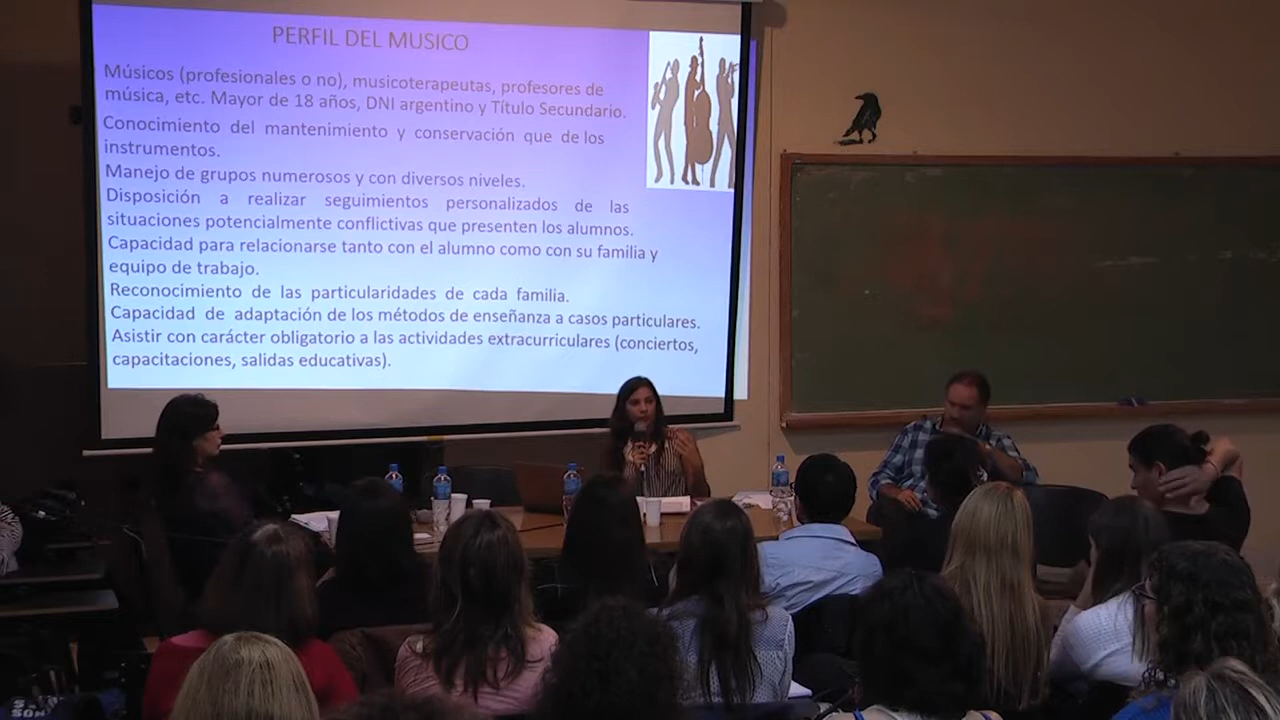 PERFIL DEL MUSICO
Músicos (profesionales o no), musicoterapeutas, profesores de
música, etc. Mayor de 18 años, DNI argentino y Título Secundario.
Conocimiento del mantenimiento y conservación que de los
instrumentos.
Manejo de grupos numerosos y con diversos niveles.
Disposición a realizar seguimientos personalizados de las
situaciones potencialmente conflictivas que presenten los alumnos.
Capacidad para relacionarse tanto con el alumno como con su familia y
equipo de trabajo.
Reconocimiento de las particularidades de cada familia.
Capacidad de adaptación de los métodos de enseñanza a casos particulares.
Asistir con carácter obligatorio a las actividades extracurriculares (conciertos,
capacitaciones, salidas educativas).